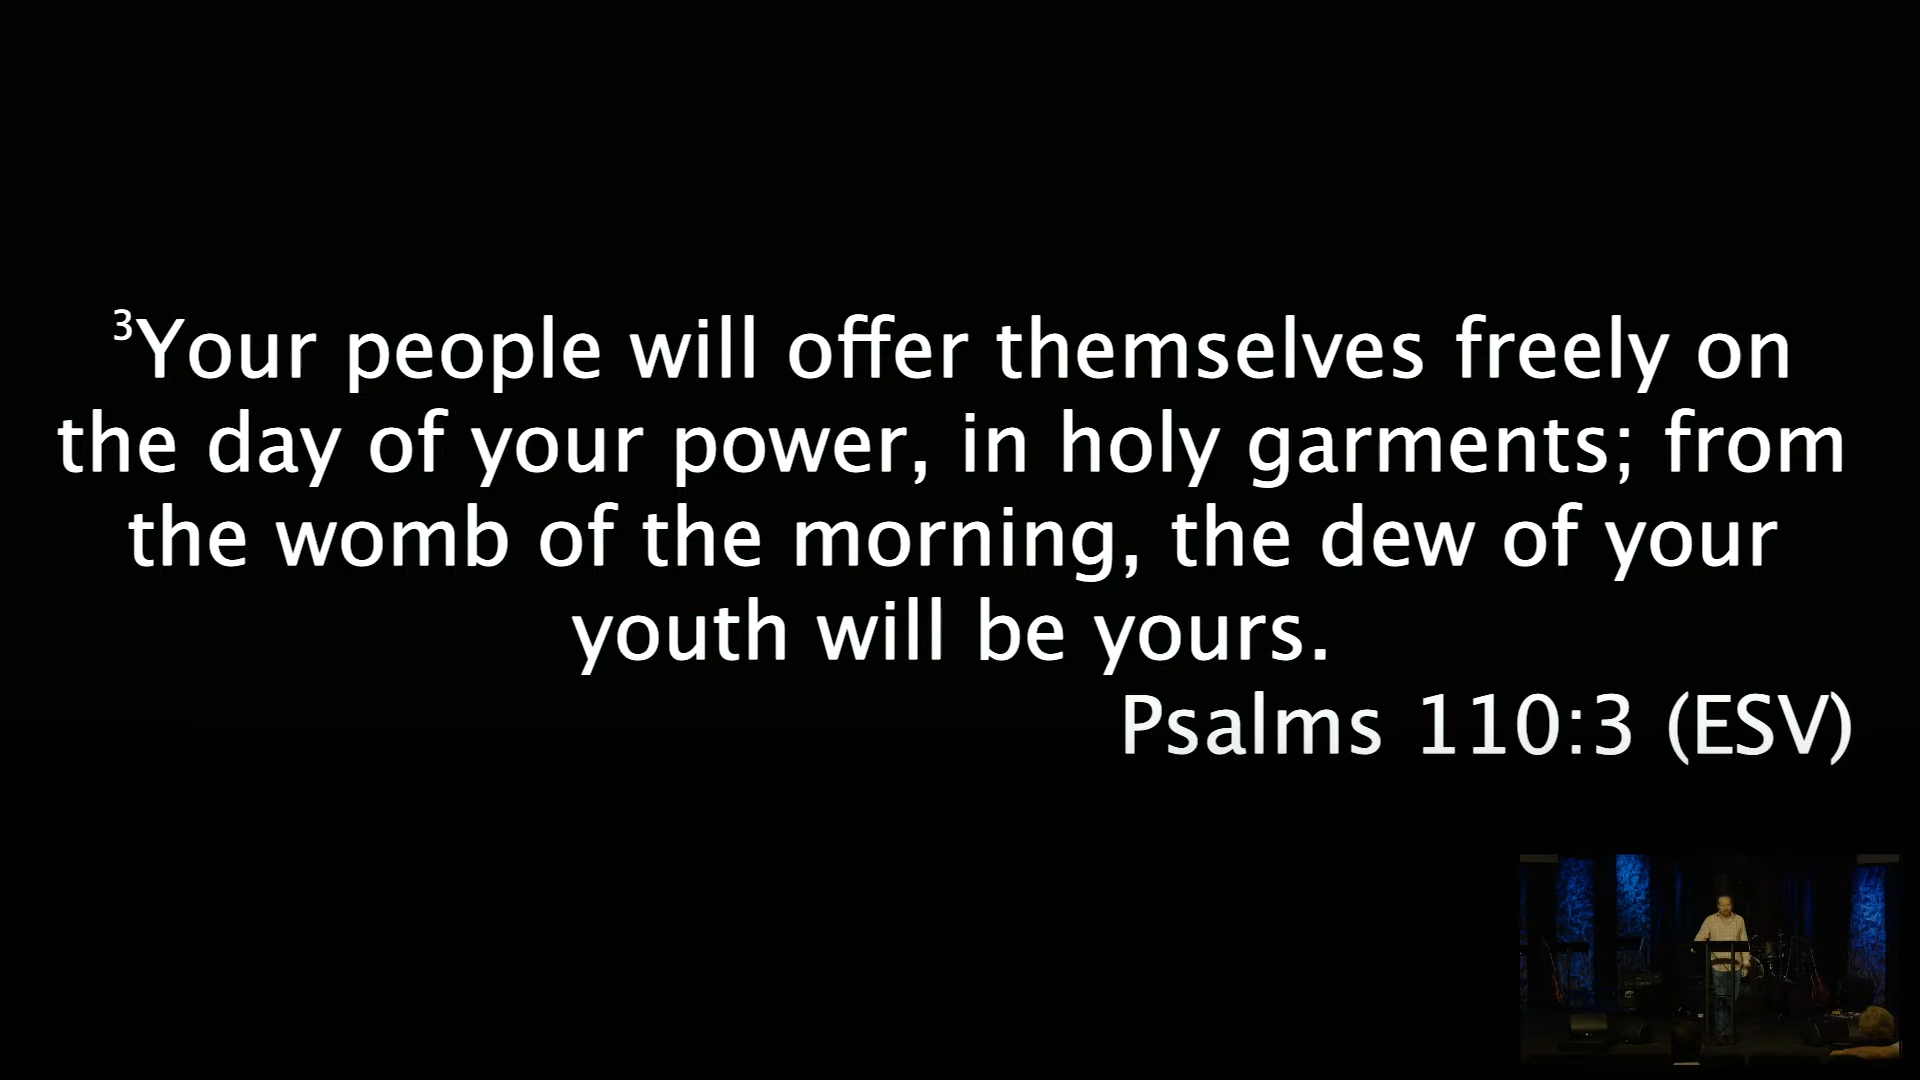 ³Your people will offer themselves freely on
the day of your power, in holy garments; from
the womb of the morning, the dew of your
youth will be yours.
Psalms 110:3 (ESV)